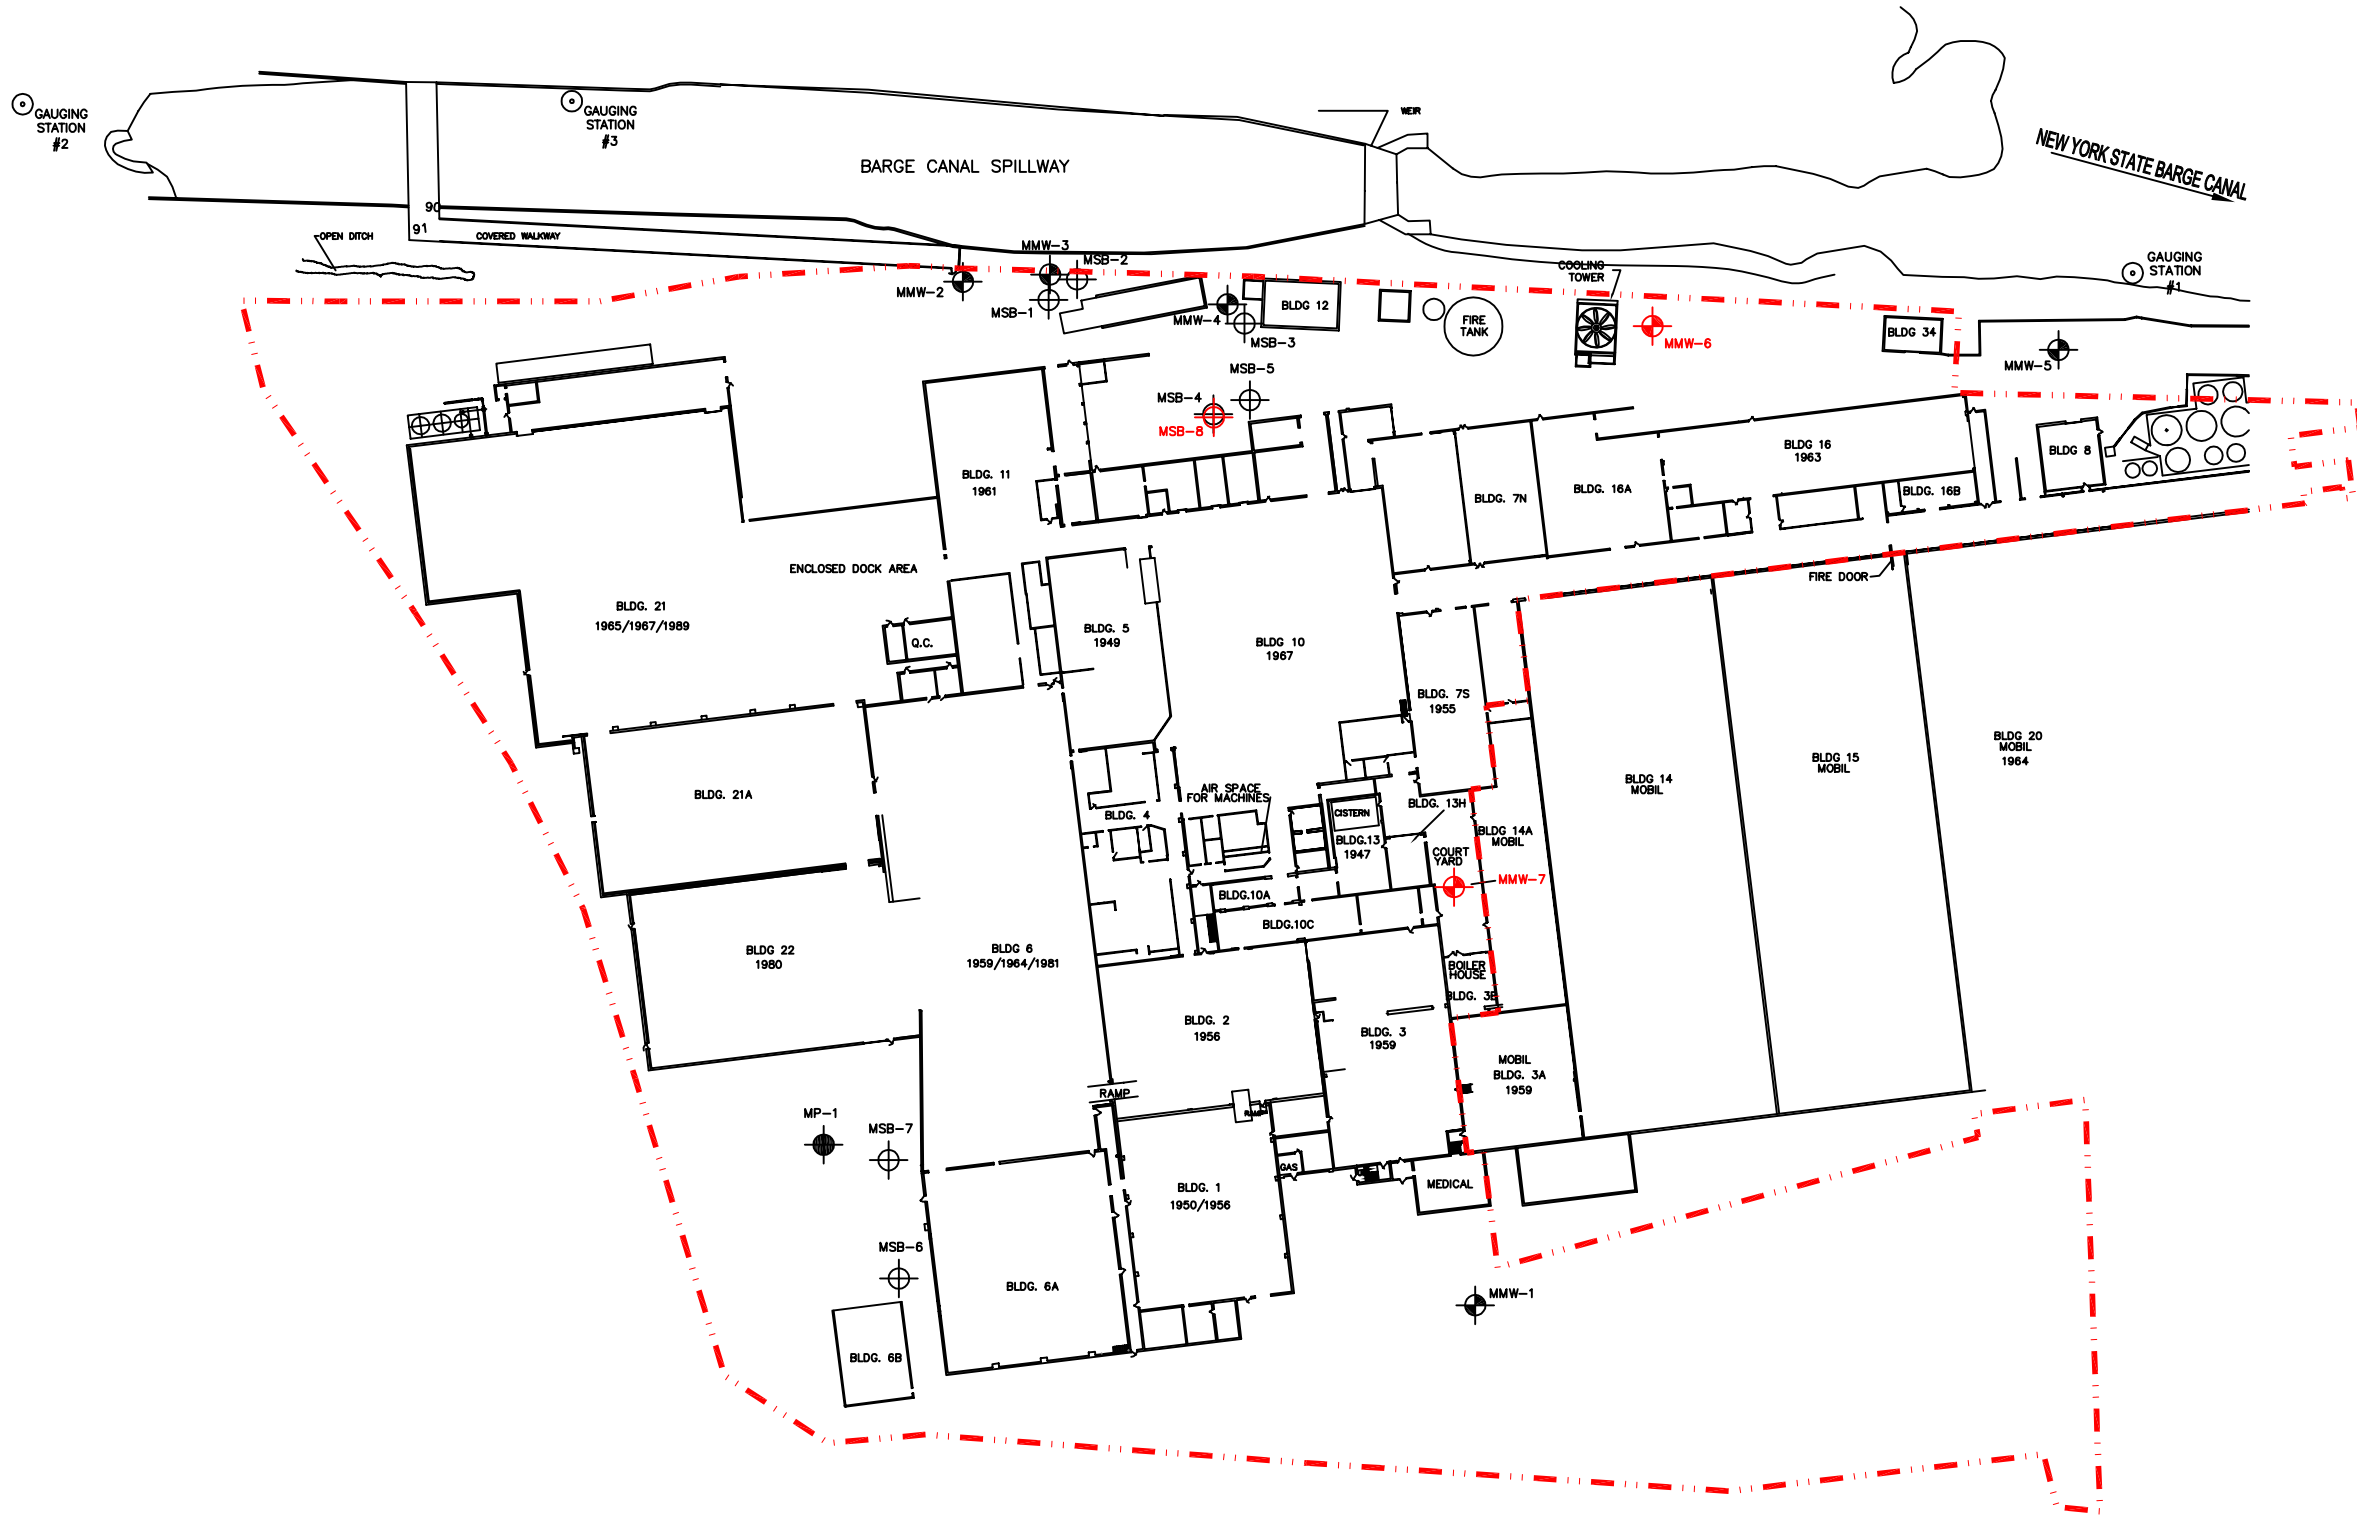 GAUGING
STATION
#2
GAUGING
STATION
#3
WEIR
BARGE CANAL SPILLWAY
NEW YORK STATE BARGE CANAL
90
91
OPEN DITCH
COVERED WALKWAY
MMW-3
MSB-2
MMW-2
MSB-1
MMW-4
BLDG 12
MSB-3
FIRE
TANK
COOLING
TOWER
MMW-6
BLDG 34
GAUGING
STATION
#1
MMW-5
MSB-5
MSB-4
MSB-8
BLDG. 11
1961
BLDG. 7N
BLDG. 16A
BLDG 16
1963
BLDG. 16B
BLDG 8
ENCLOSED DOCK AREA
FIRE DOOR
BLDG. 21
1965/1967/1989
Q.C.
BLDG. 5
1949
BLDG 10
1967
BLDG. 7S
1955
BLDG 20
MOBIL
1964
BLDG 15
MOBIL
BLDG 14
MOBIL
BLDG. 21A
AIR SPACE
FOR MACHINES
BLDG. 4
CISTERN
BLDG. 13H
BLDG.13
1947
BLDG 14A
MOBIL
COURT
YARD
MMW-7
BLDG.10A
BLDG.10C
BLDG 22
1980
BLDG 6
1959/1964/1981
BOILER
HOUSE
BLDG. 3B
BLDG. 2
1956
BLDG. 3
1959
MOBIL
BLDG. 3A
1959
RAMP
RAMP
MP-1
MSB-7
GAS
MEDICAL
BLDG. 1
1950/1956
MSB-6
BLDG. 6A
MMW-1
BLDG. 6B